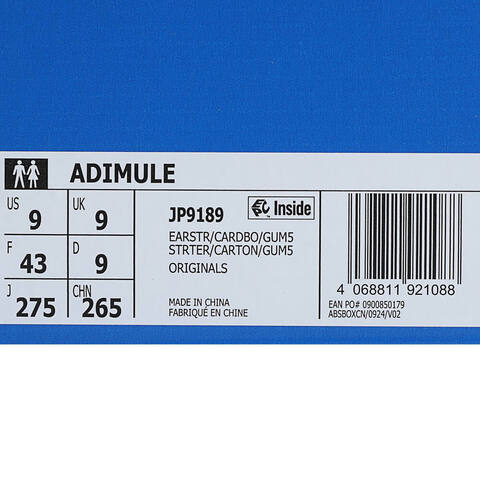 ADIMULE
US 9 UK 9
F 43 D 9
J 275 CHN 265
JP9189
Inside
EARSTR/CARDBO/GUM5
STRTER/CARTON/GUM5
ORIGINALS
MADE IN CHINA
FABRIQUÉ EN CHINE
4 068811 921088
EAN PO# 0900850179
ABSBOXCN/0924/V02